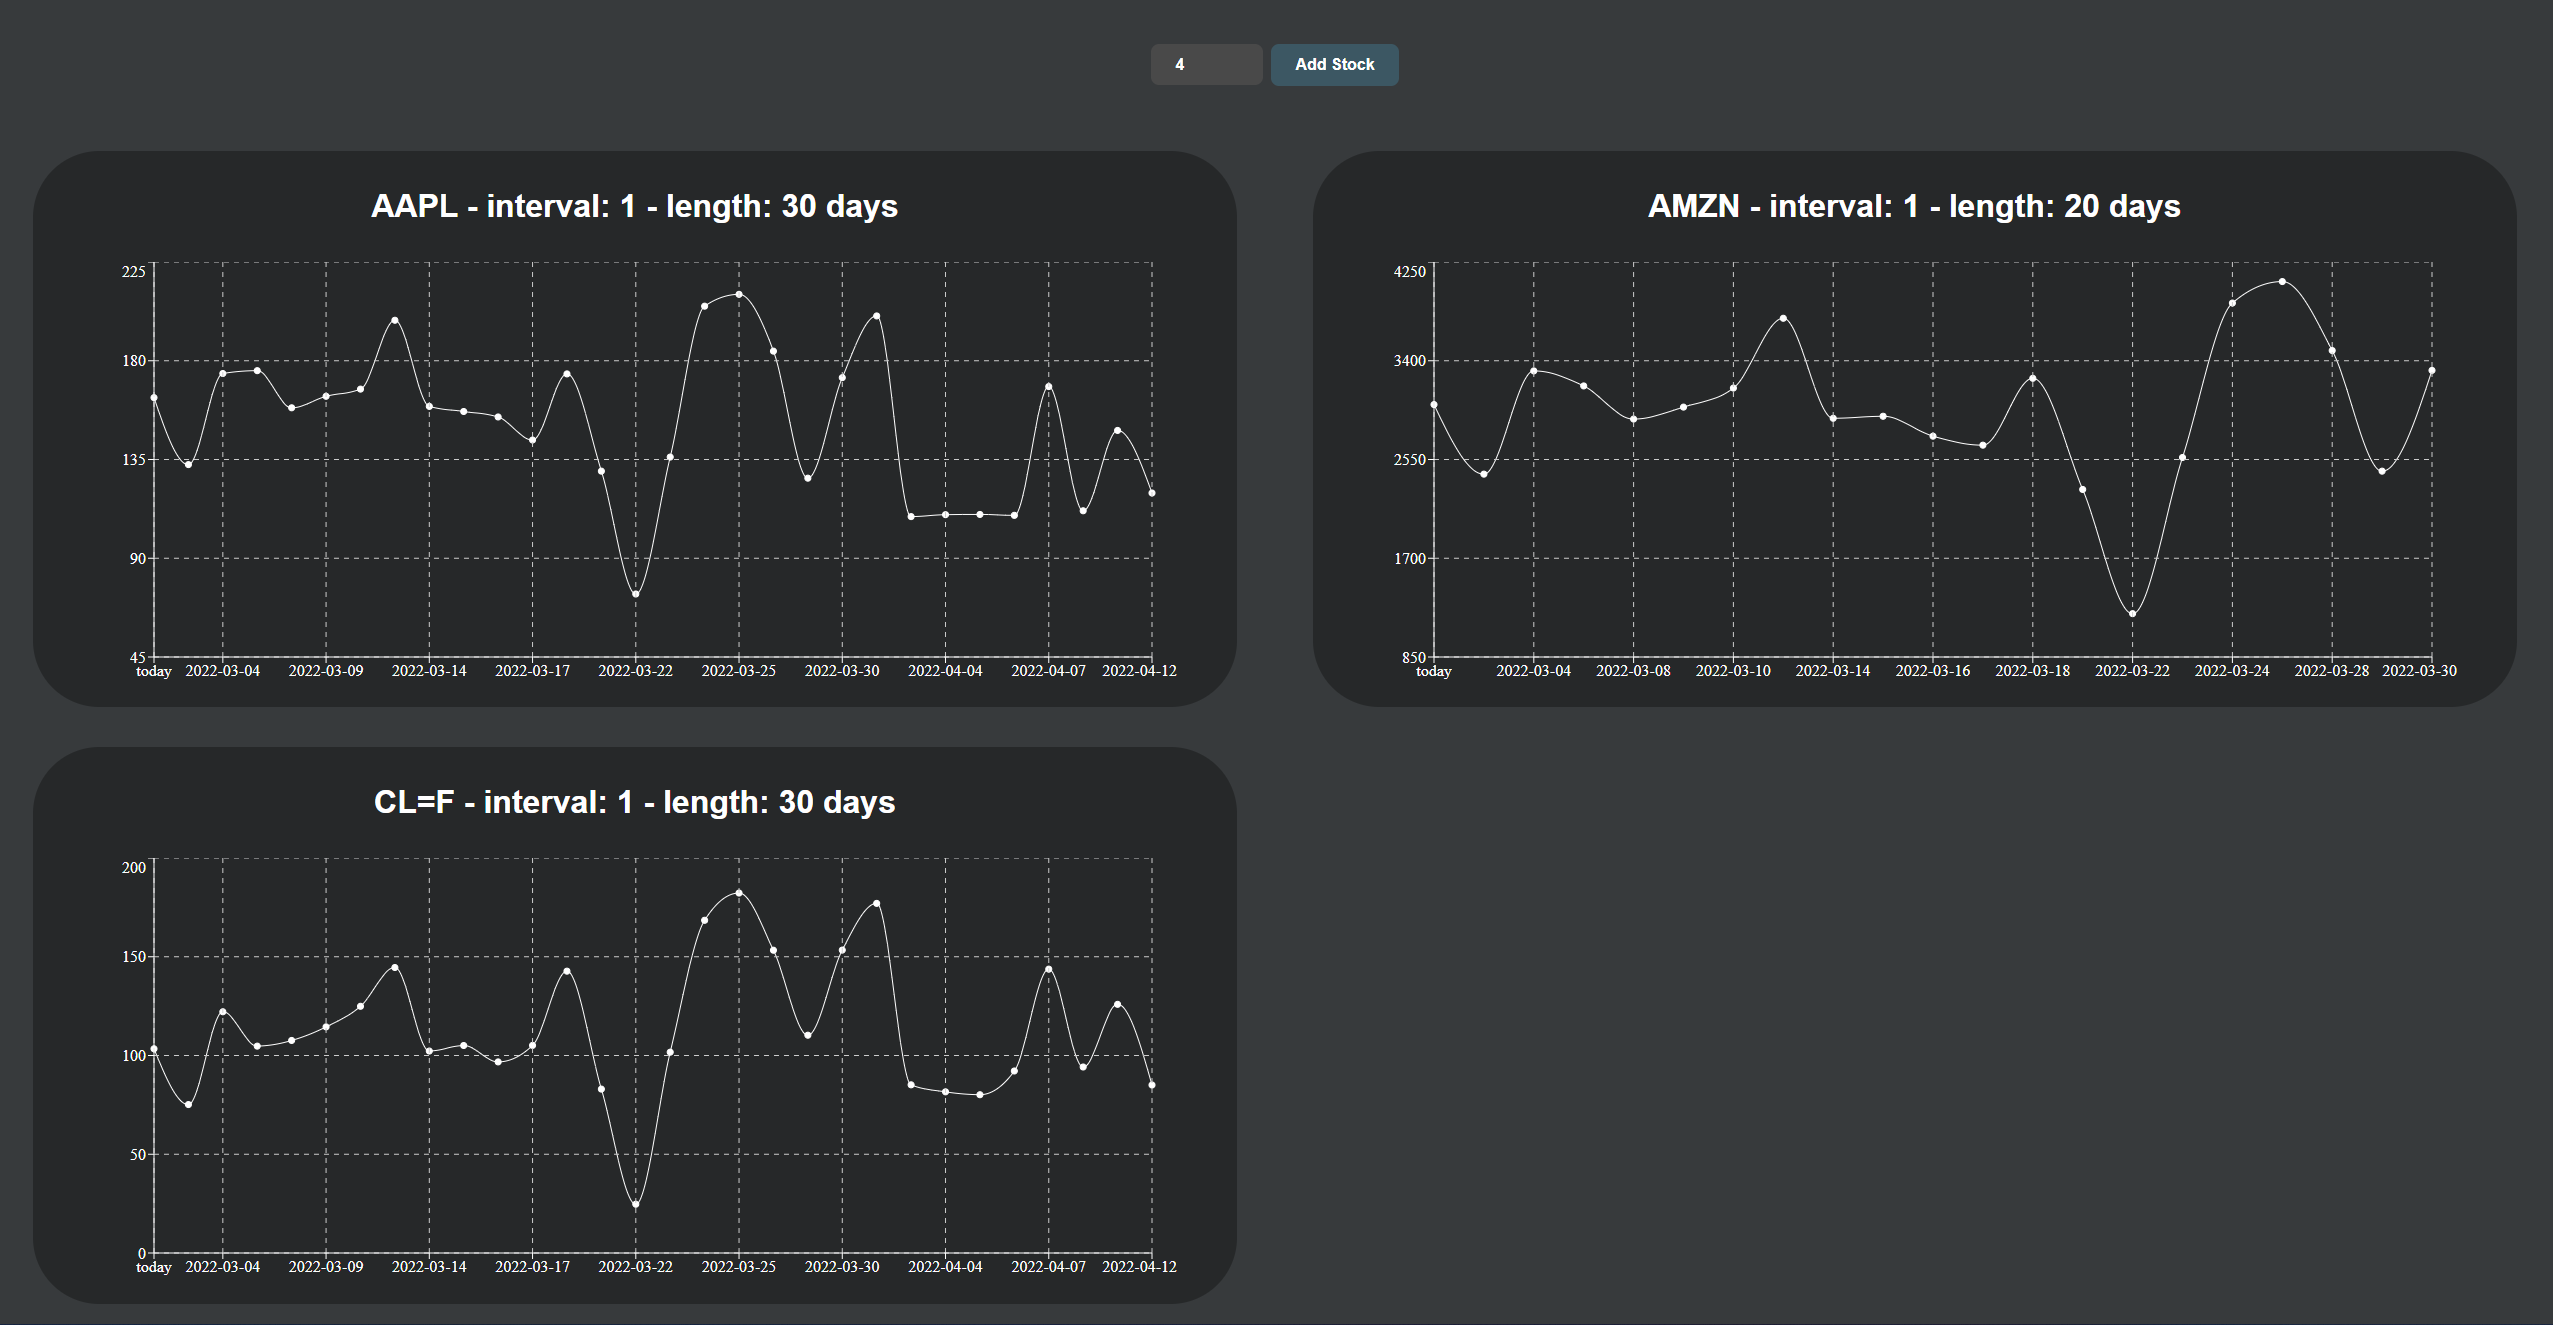 4 Add Stock
AAPL - interval: 1 - length: 30 days
225
180
135
90
45
today 2022-03-04 2022-03-09 2022-03-14 2022-03-17 2022-03-22 2022-03-25 2022-03-30 2022-04-04 2022-04-07 2022-04-12
AMZN - interval: 1 - length: 20 days
4250
3400
2550
1700
850
today 2022-03-04 2022-03-08 2022-03-10 2022-03-14 2022-03-16 2022-03-18 2022-03-22 2022-03-24 2022-03-28 2022-03-30
CL=F - interval: 1 - length: 30 days
200
150
100
50
0
today 2022-03-04 2022-03-09 2022-03-14 2022-03-17 2022-03-22 2022-03-25 2022-03-30 2022-04-04 2022-04-07 2022-04-12